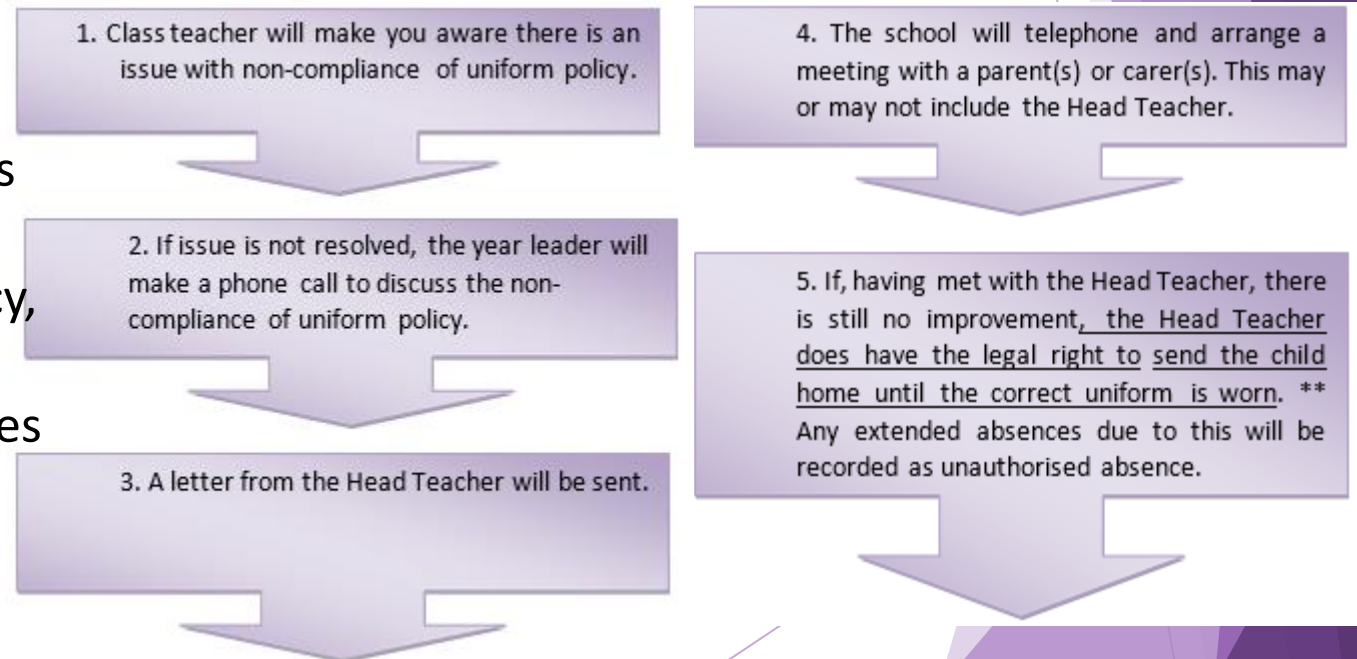 1. Class teacher will make you aware there is an
issue with non-compliance of uniform policy.
s
2. If issue is not resolved, the year leader will
make a phone call to discuss the non-
compliance of uniform policy.
cy,
es
3. A letter from the Head Teacher will be sent.
4. The school will telephone and arrange a
meeting with a parent(s) or carer(s). This may
or may not include the Head Teacher.
5. If, having met with the Head Teacher, there
is still no improvement, the Head Teacher
does have the legal right to send the child
home until the correct uniform is worn. **
Any extended absences due to this will be
recorded as unauthorised absence.